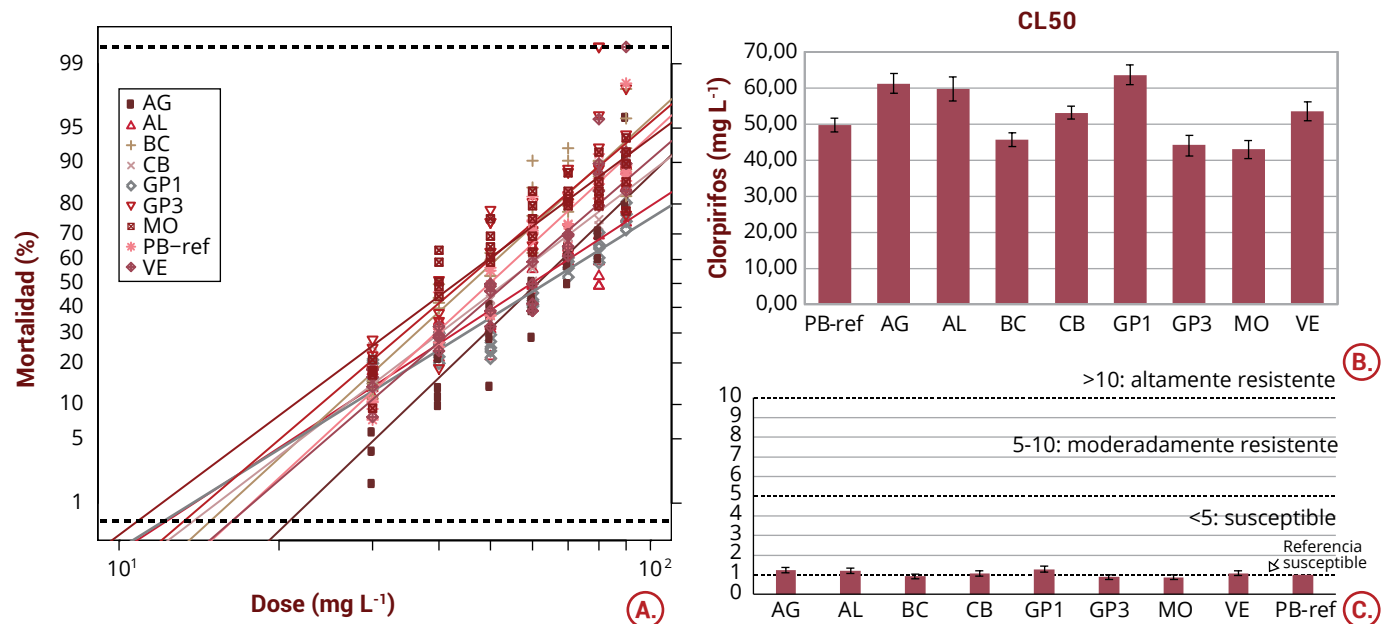 Mortalidad (%)
99
95
90
80
70
60
50
40
30
20
10
5
1
AG
AL
BC
CB
GP1
GP3
MO
PB−ref
VE
10¹
10²
Dose (mg L⁻¹)
A.
CL50
Clorpirifos (mg L⁻¹)
70,00
60,00
50,00
40,00
30,00
20,00
10,00
0,00
PB-ref AG AL BC CB GP1 GP3 MO VE
B.
>10: altamente resistente
10
9
8
7
6
5
4
3
2
1
0
5-10: moderadamente resistente
<5: susceptible
Referencia
susceptible
AG AL BC CB GP1 GP3 MO VE PB-ref
C.